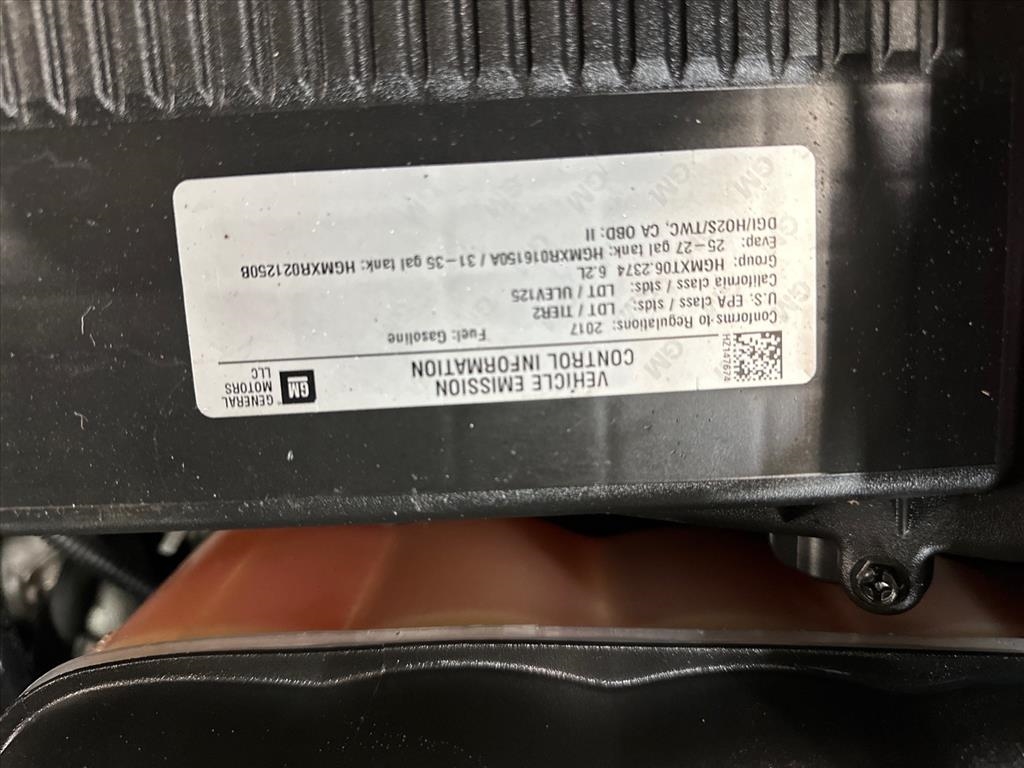 VEHICLE EMISSION
CONTROL INFORMATION
GM
GENERAL
MOTORS
LLC
Conforms to Regulations: 2017 Fuel: Gasoline
U.S. EPA class / stds: LDT / TIER2
California class / stds: LDT / ULEV125
Group: HGMXT06.2374 6.2L
Evap: 25-27 gal tank: HGMXR016150A / 31-35 gal tank: HGMXR021250B
DGI/HO2S/TWC, CA OBD: II